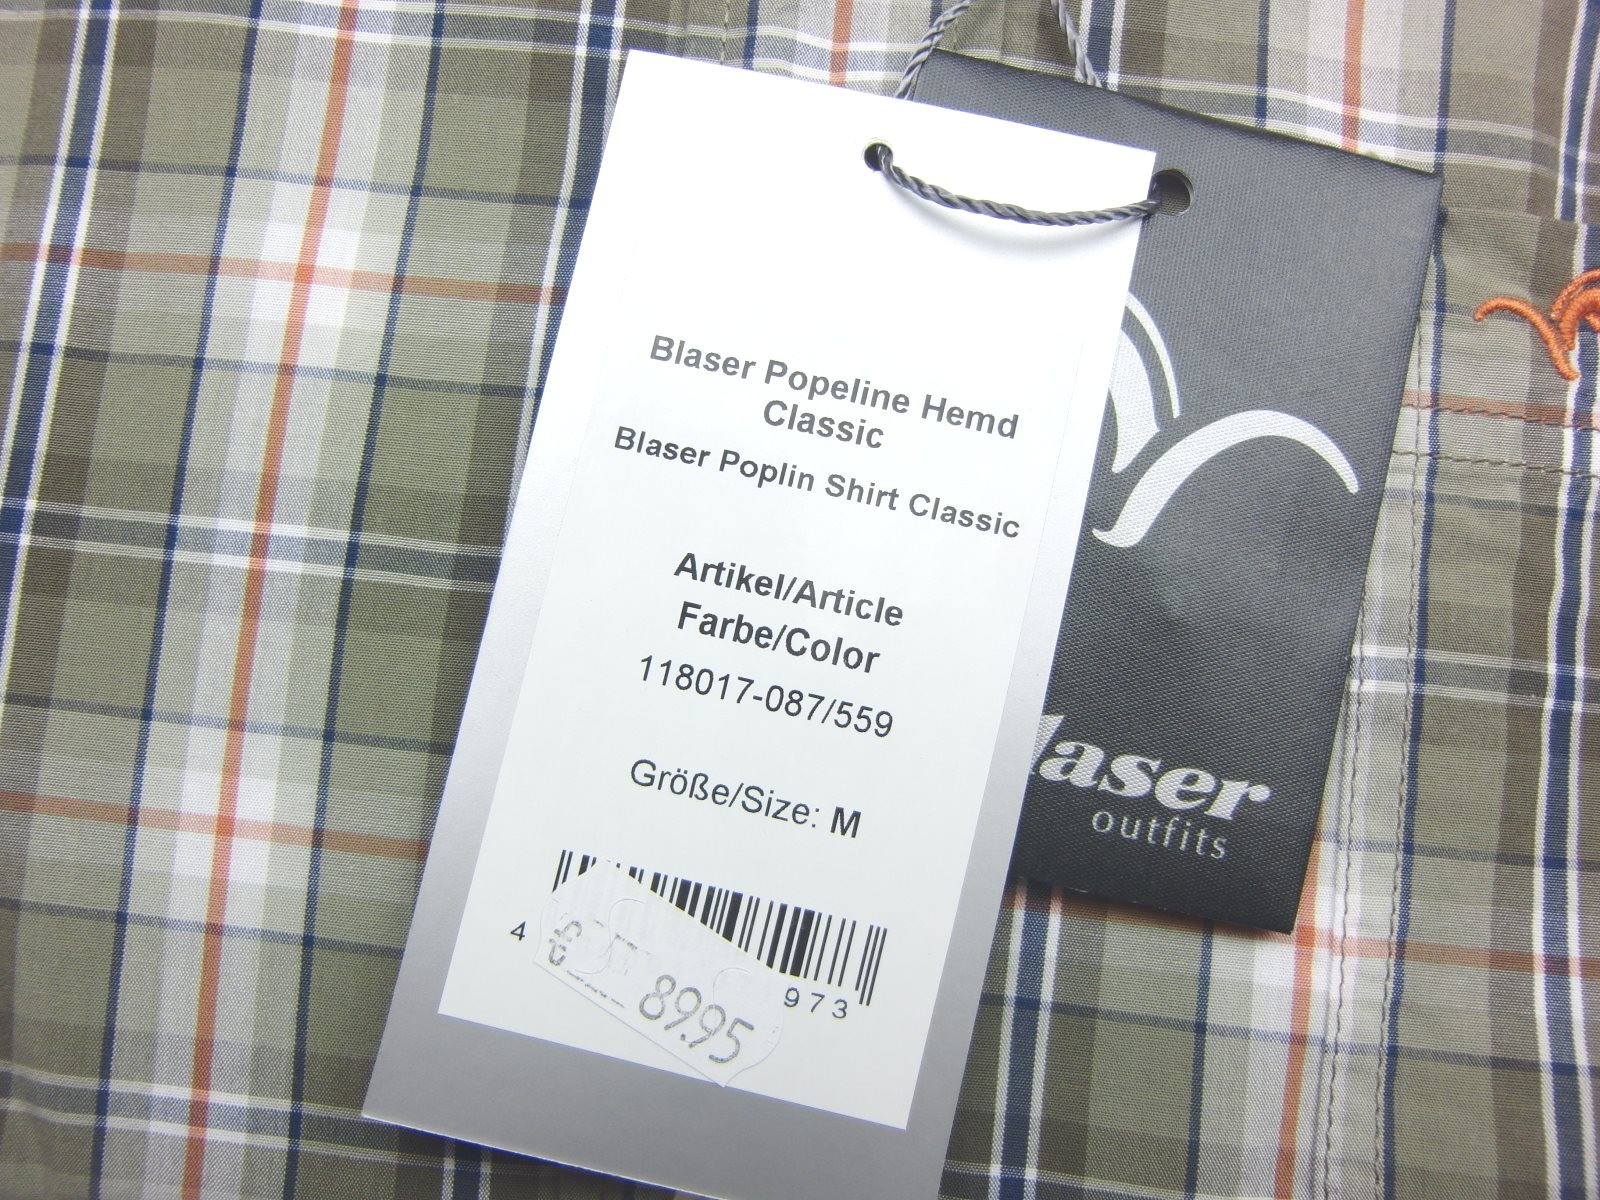 Blaser Popeline Hemd
Classic
Blaser Poplin Shirt Classic
Artikel/Article
Farbe/Color
118017-087/559
Größe/Size: M
4
973
£
89.95
outfits